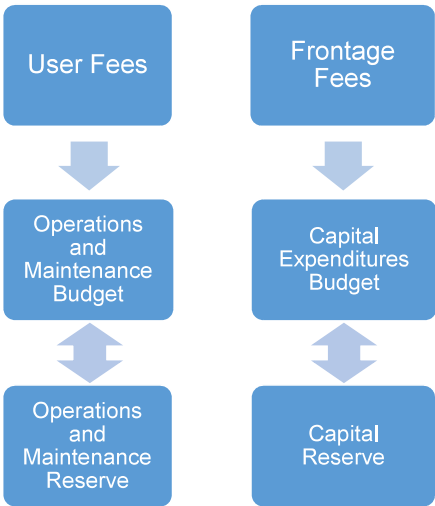 User Fees
Frontage
Fees
Operations
and
Maintenance
Budget
Capital
Expenditures
Budget
Operations
and
Maintenance
Reserve
Capital
Reserve